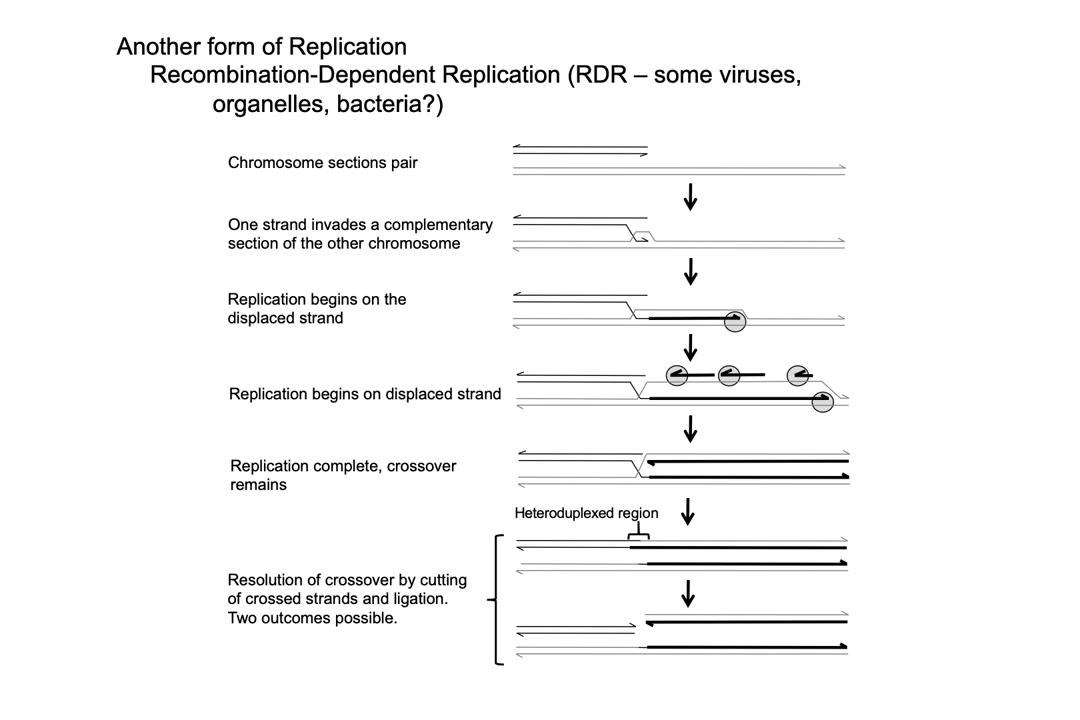 Another form of Replication
Recombination-Dependent Replication (RDR – some viruses,
organelles, bacteria?)
Chromosome sections pair
One strand invades a complementary
section of the other chromosome
Replication begins on the
displaced strand
Replication begins on displaced strand
Replication complete, crossover
remains
Heteroduplexed region
Resolution of crossover by cutting
of crossed strands and ligation.
Two outcomes possible.